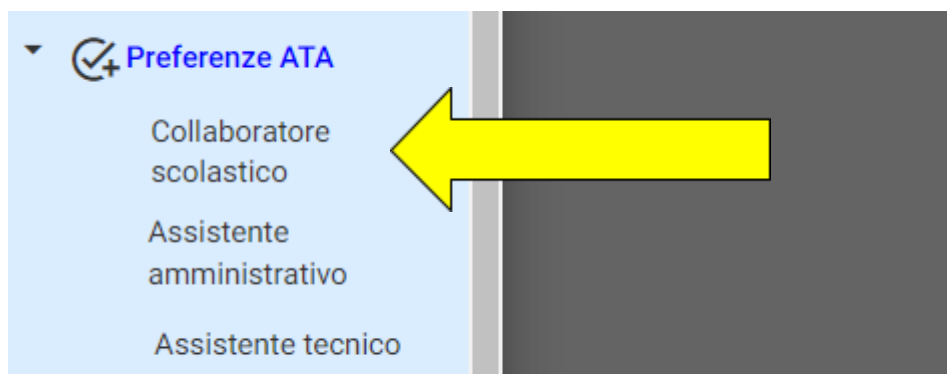 Preferenze ATA
Collaboratore
scolastico
Assistente
amministrativo
Assistente tecnico